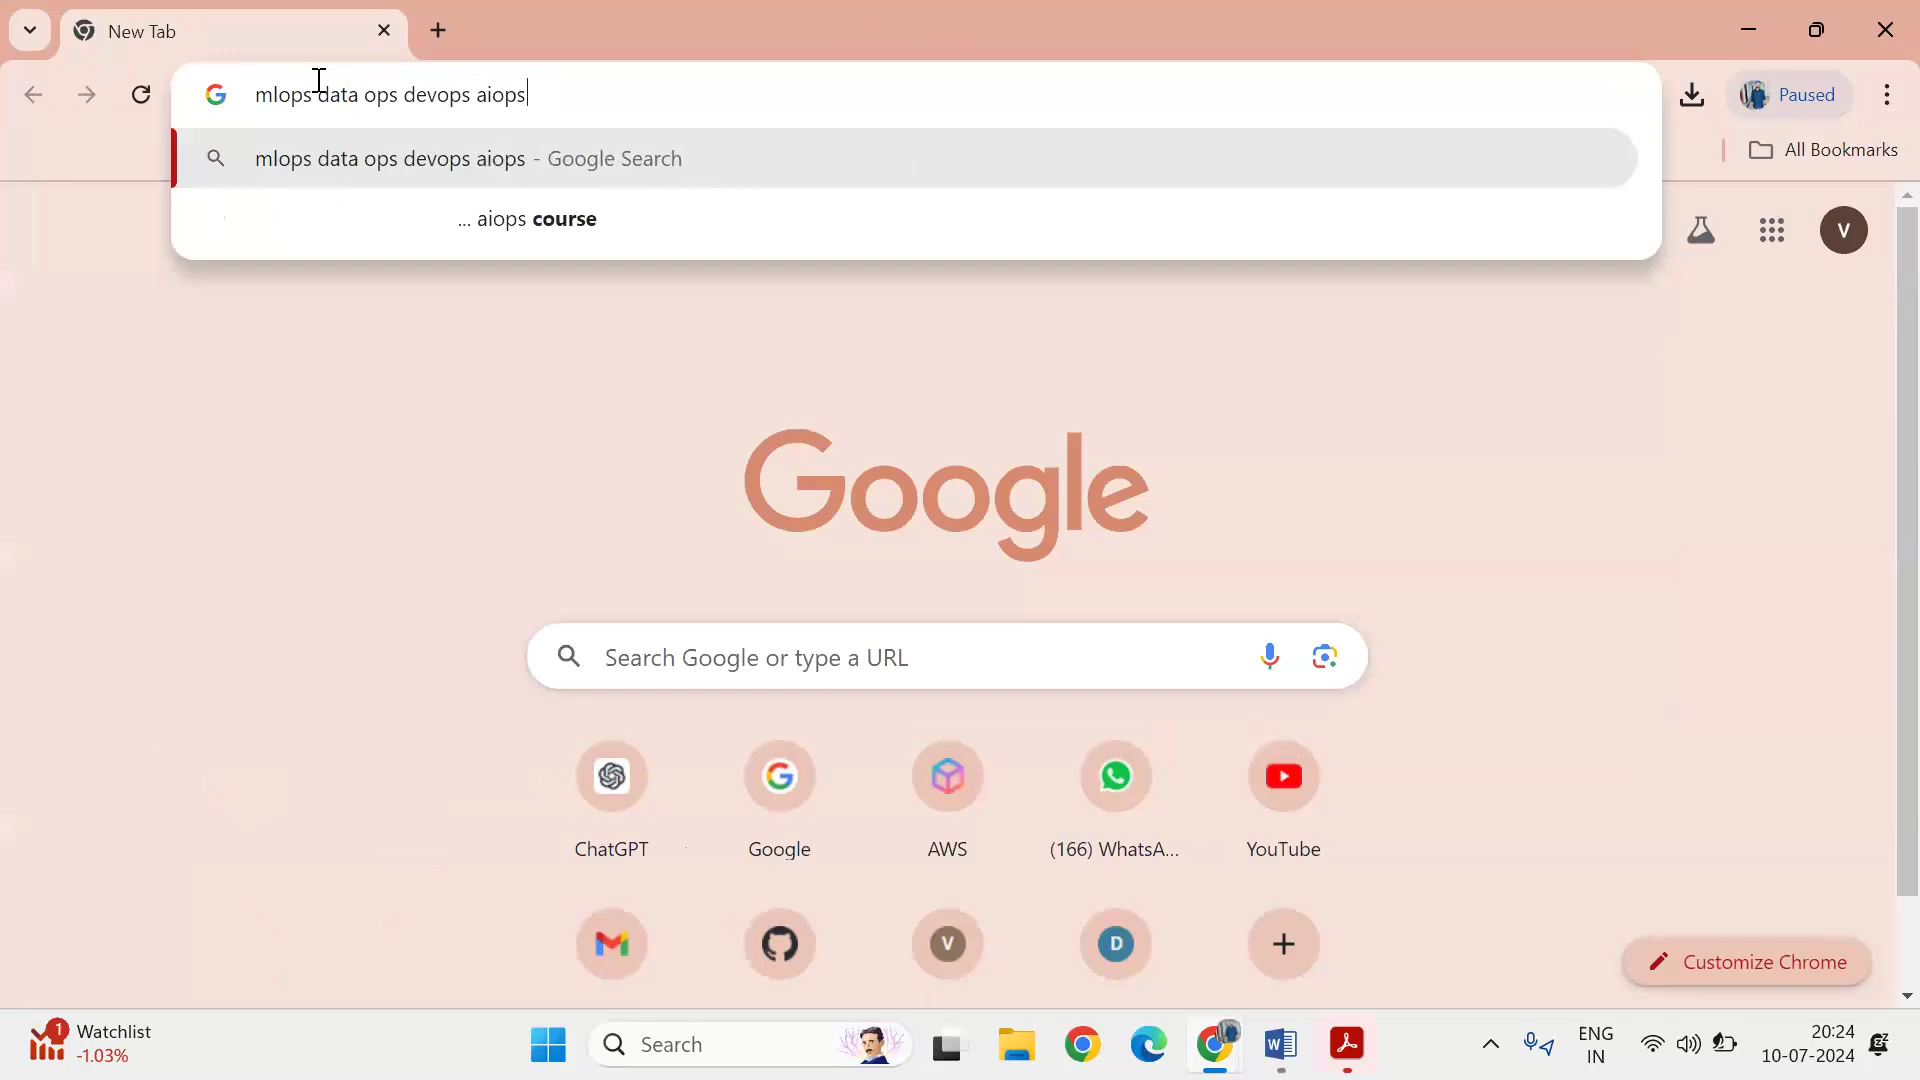 New Tab
mlops data ops devops aiops
Paused
mlops data ops devops aiops - Google Search
All Bookmarks
... aiops course
V
Google
Search Google or type a URL
ChatGPT
Google
AWS
(166) WhatsA...
YouTube
V
D
Customize Chrome
1
Watchlist
-1.03%
Search
ENG
IN
20:24
10-07-2024